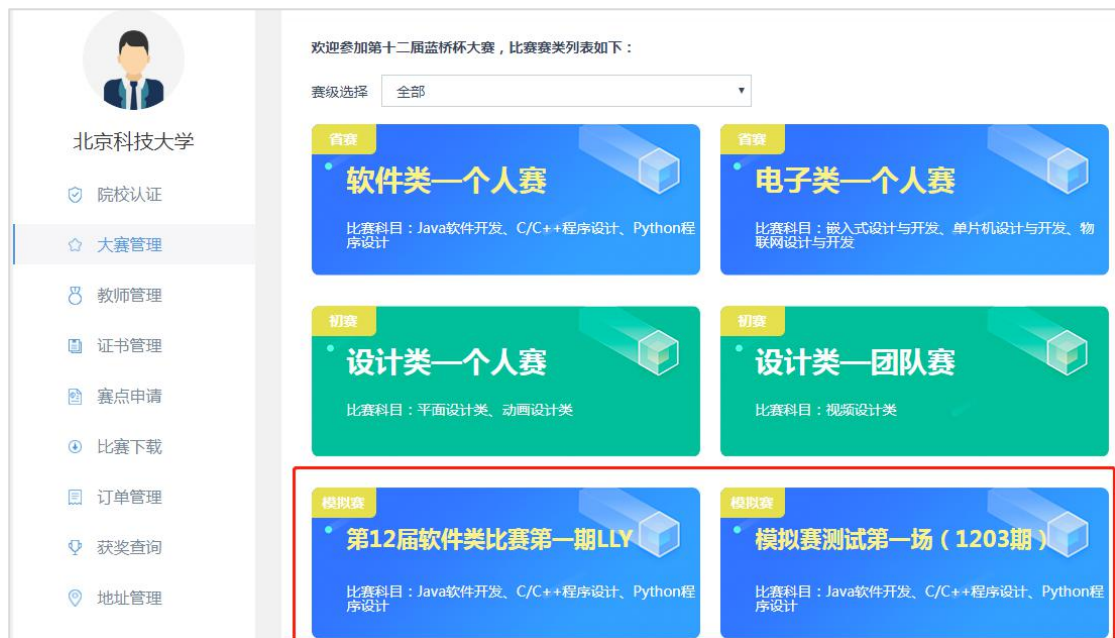 北京科技大学
院校认证
大赛管理
教师管理
证书管理
赛点申请
比赛下载
订单管理
获奖查询
地址管理
欢迎参加第十二届蓝桥杯大赛，比赛赛类列表如下：
赛级选择 全部
省赛
软件类—个人赛
比赛科目：Java软件开发、C/C++程序设计、Python程
序设计
省赛
电子类—个人赛
比赛科目：嵌入式设计与开发、单片机设计与开发、物
联网设计与开发
初赛
设计类—个人赛
比赛科目：平面设计类、动画设计类
初赛
设计类—团队赛
比赛科目：视频设计类
模拟赛
第12届软件类比赛第一期LLY
比赛科目：Java软件开发、C/C++程序设计、Python程
序设计
模拟赛
模拟赛测试第一场（1203期）
比赛科目：Java软件开发、C/C++程序设计、Python程
序设计